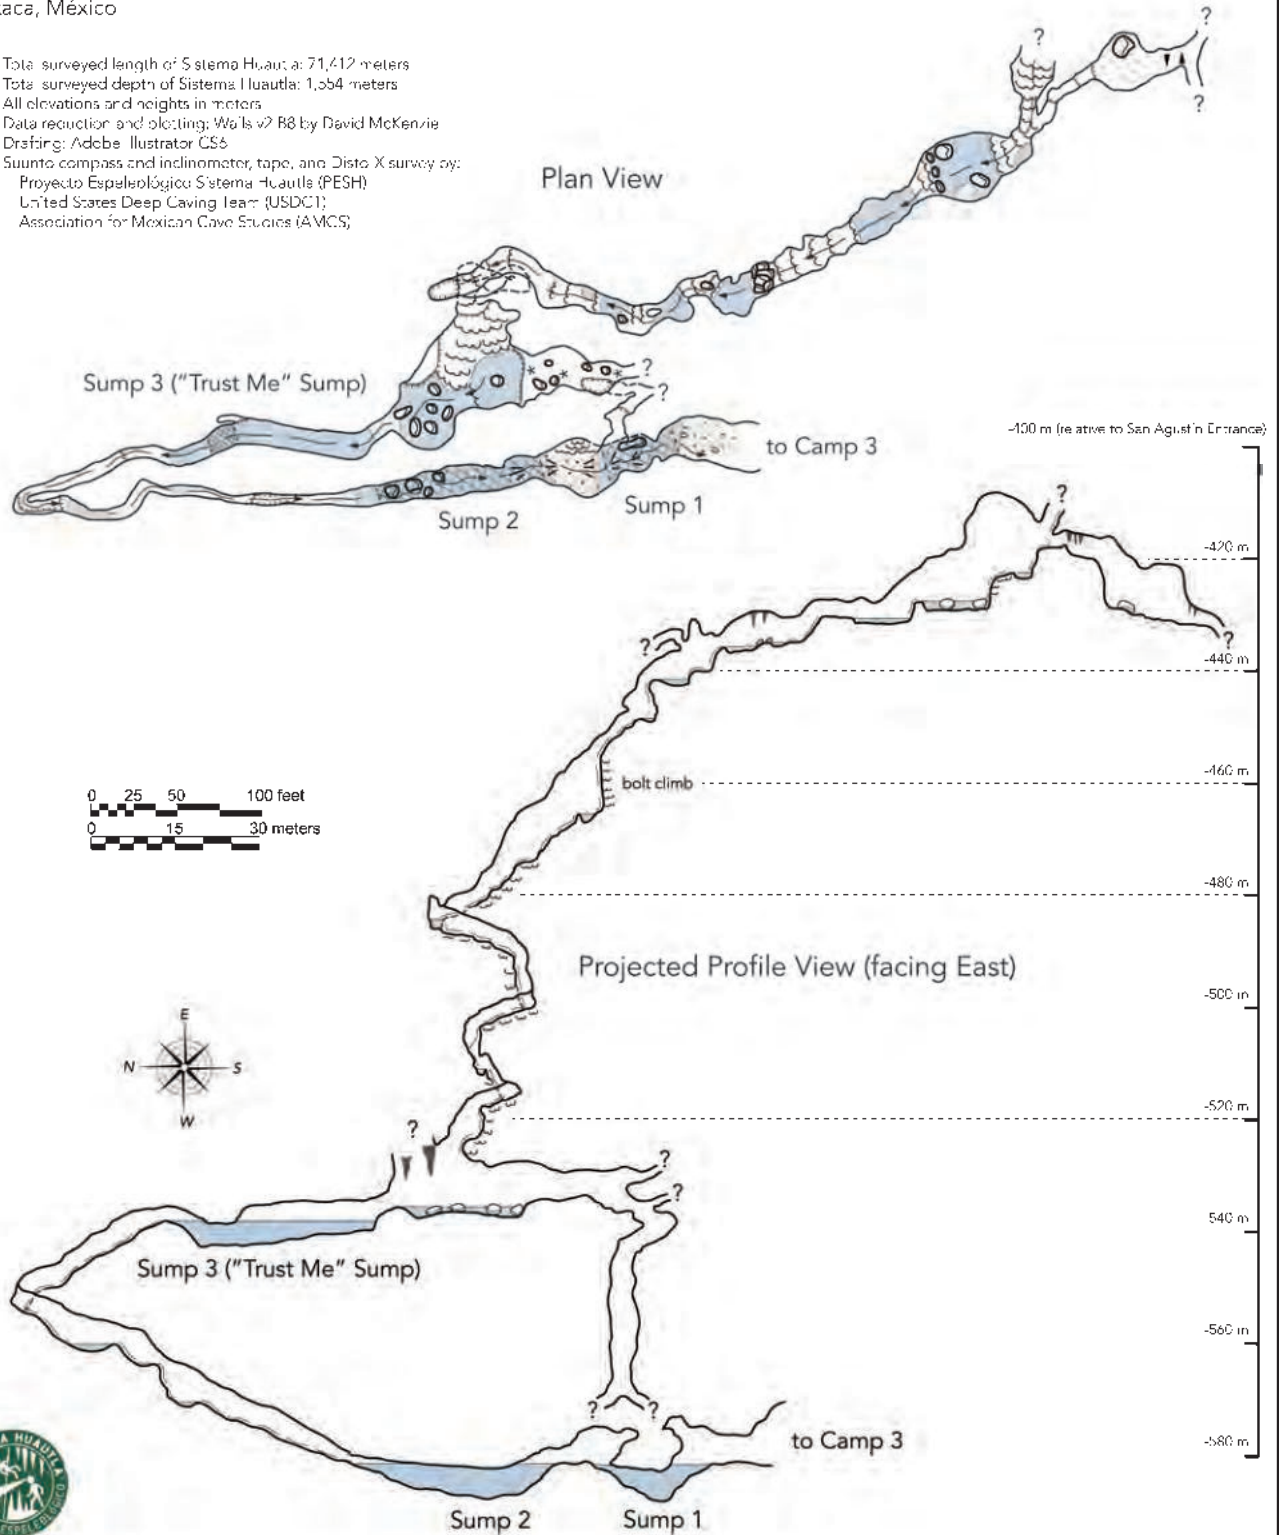 México
Total surveyed length of Sistema Huautla: 71,412 meters
Total surveyed depth of Sistema Huautla: 1,554 meters
All elevations and heights in meters
Data reduction and plotting: Walls v2 B8 by David McKenzie
Drafting: Adobe Illustrator CS6
Suunto compass and inclinometer, tape, and Disto X survey by:
Proyecto Espeleológico Sistema Huautla (PESH)
United States Deep Caving Team (USDCT)
Association for Mexican Cave Studies (AMCS)
Plan View
?
?
?
?
?
Sump 3 ("Trust Me" Sump)
to Camp 3
Sump 1
Sump 2
-400 m (relative to San Agustín Entrance)
?
-420 m
?
?
-440 m
bolt climb
-460 m
0 25 50 100 feet
0 15 30 meters
-480 m
Projected Profile View (facing East)
-500 m
E
N S
W
-520 m
?
?
?
540 m
Sump 3 ("Trust Me" Sump)
-560 m
? ?
to Camp 3
-580 m
Sump 2
Sump 1